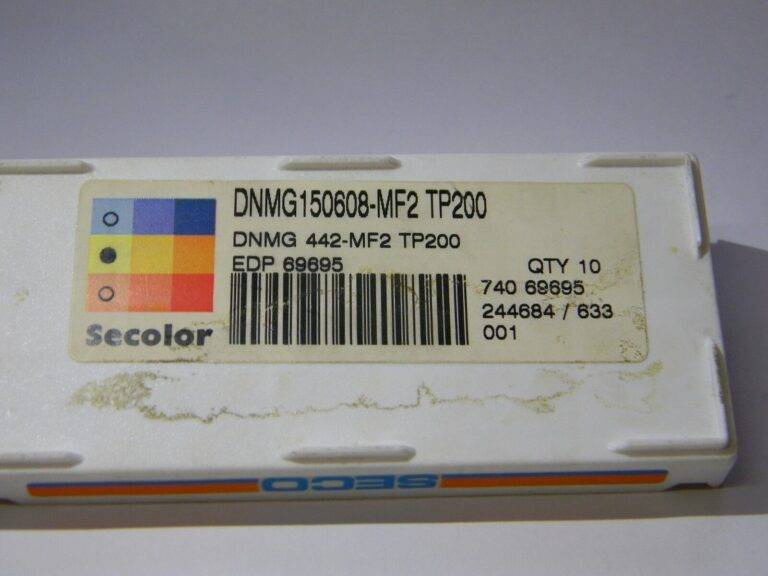 DNMG150608-MF2 TP200
DNMG 442-MF2 TP200
EDP 69695
QTY 10
740 69695
244684 / 633
001
Secolor
SECO